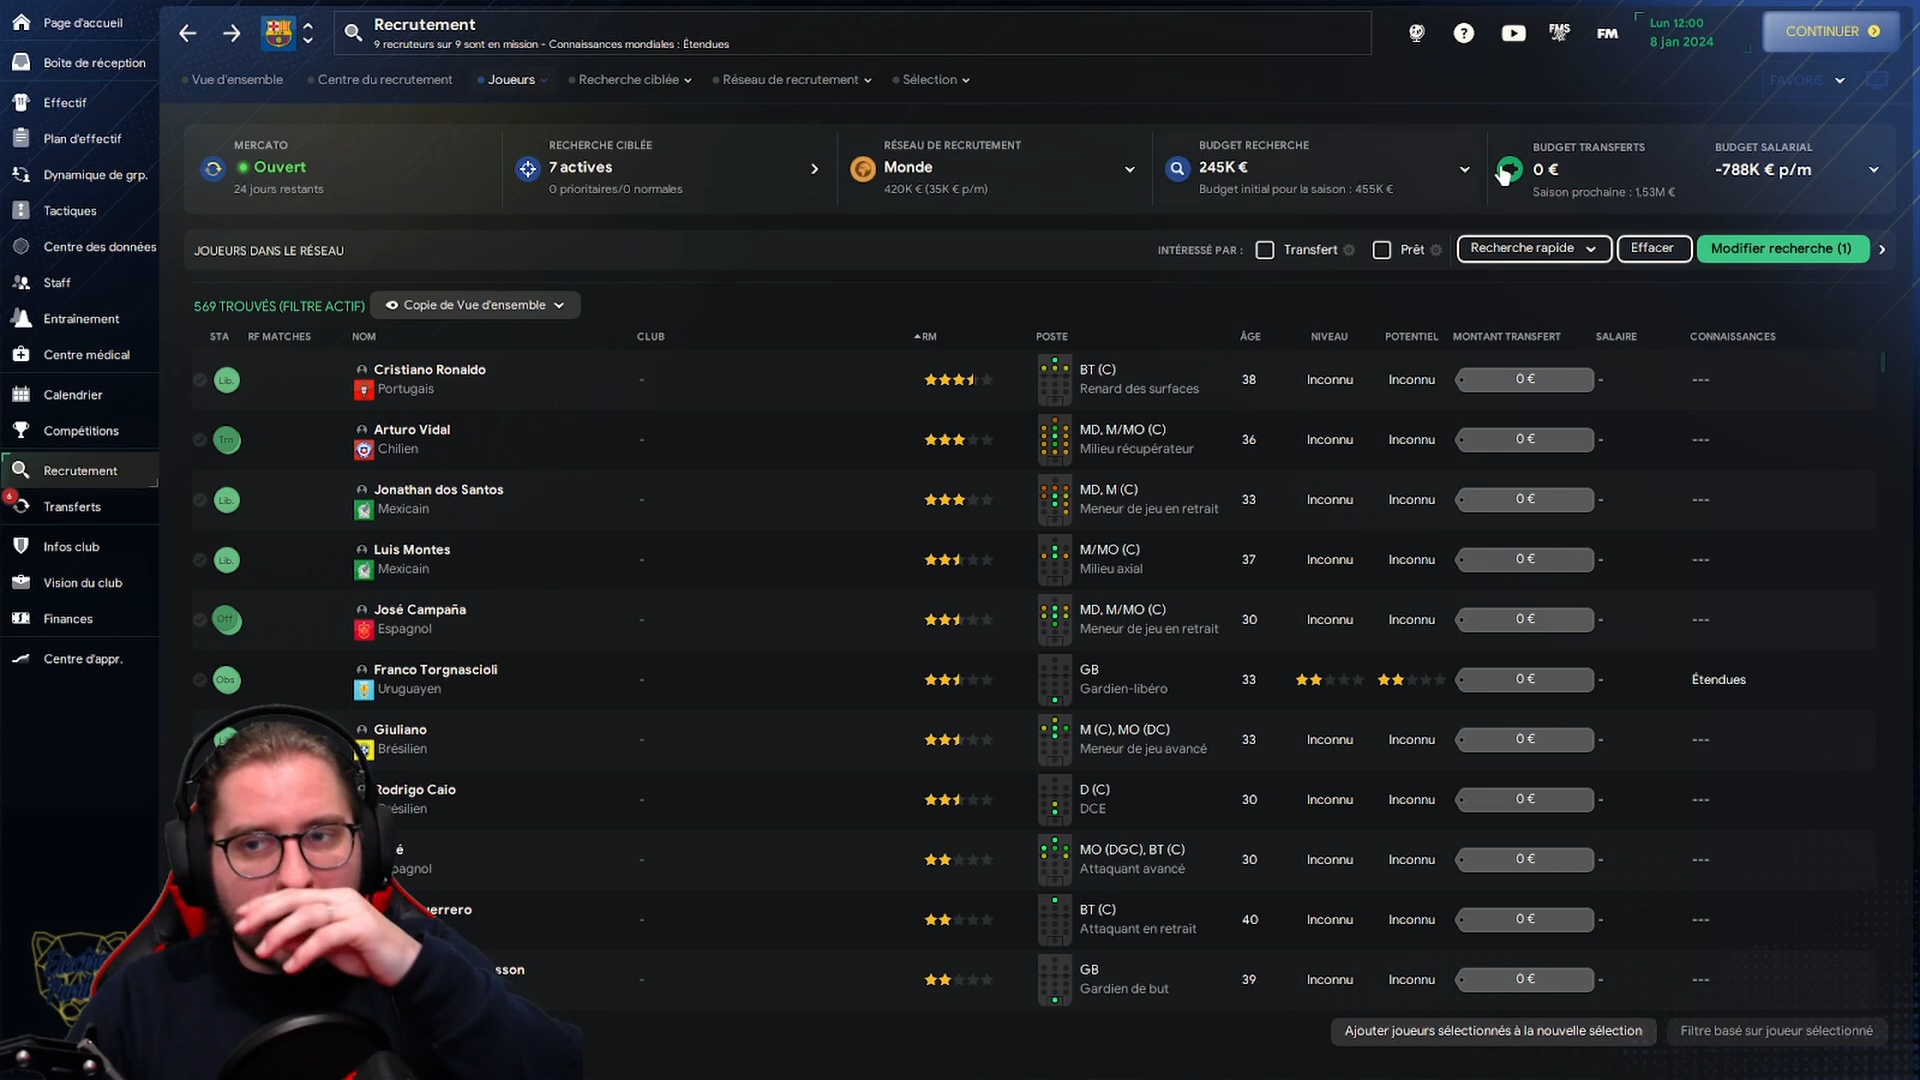 Page d'accueil
Boîte de réception
Effectif
Plan d'effectif
Dynamique de grp.
Tactiques
Centre des données
Staff
Entraînement
Centre médical
Calendrier
Compétitions
Recrutement
6
Transferts
Infos club
Vision du club
Finances
Centre d'appr.
Recrutement
9 recruteurs sur 9 sont en mission - Connaissances mondiales : Étendues
FMS
FM
Lun 12:00
8 jan 2024
CONTINUER
Vue d'ensemble
Centre du recrutement
Joueurs
Recherche ciblée
Réseau de recrutement
Sélection
FAVORIS
MERCATO
Ouvert
24 jours restants
RECHERCHE CIBLÉE
7 actives
0 prioritaires/0 normales
RÉSEAU DE RECRUTEMENT
Monde
420K € (35K € p/m)
BUDGET RECHERCHE
245K €
Budget initial pour la saison : 455K €
BUDGET TRANSFERTS
0 €
Saison prochaine : 1,53M €
BUDGET SALARIAL
-788K € p/m
JOUEURS DANS LE RÉSEAU
INTÉRESSÉ PAR :
Transfert
Prêt
Recherche rapide
Effacer
Modifier recherche (1)
569 TROUVÉS (FILTRE ACTIF)
Copie de Vue d'ensemble
STA RF MATCHES NOM CLUB RM POSTE ÂGE NIVEAU POTENTIEL MONTANT TRANSFERT SALAIRE CONNAISSANCES
Lib. Cristiano Ronaldo - BT (C) 38 Inconnu Inconnu 0 € - ---
Portugais Renard des surfaces
Trn Arturo Vidal - MD, M/MO (C) 36 Inconnu Inconnu 0 € - ---
Chilien Milieu récupérateur
Lib. Jonathan dos Santos - MD, M (C) 33 Inconnu Inconnu 0 € - ---
Mexicain Meneur de jeu en retrait
Lib. Luis Montes - M/MO (C) 37 Inconnu Inconnu 0 € - ---
Mexicain Milieu axial
Off José Campaña - MD, M/MO (C) 30 Inconnu Inconnu 0 € - ---
Espagnol Meneur de jeu en retrait
Obs Franco Torgnascioli - GB 33 0 € - Étendues
Uruguayen Gardien-libéro
Giuliano - M (C), MO (DC) 33 Inconnu Inconnu 0 € - ---
Brésilien Meneur de jeu avancé
Rodrigo Caio - D (C) 30 Inconnu Inconnu 0 € - ---
résilien DCE
é - MO (DGC), BT (C) 30 Inconnu Inconnu 0 € - ---
pagnol Attaquant avancé
uerrero - BT (C) 40 Inconnu Inconnu 0 € - ---
Attaquant en retrait
sson - GB 39 Inconnu Inconnu 0 € - ---
Gardien de but
Ajouter joueurs sélectionnés à la nouvelle sélection
Filtre basé sur joueur sélectionné